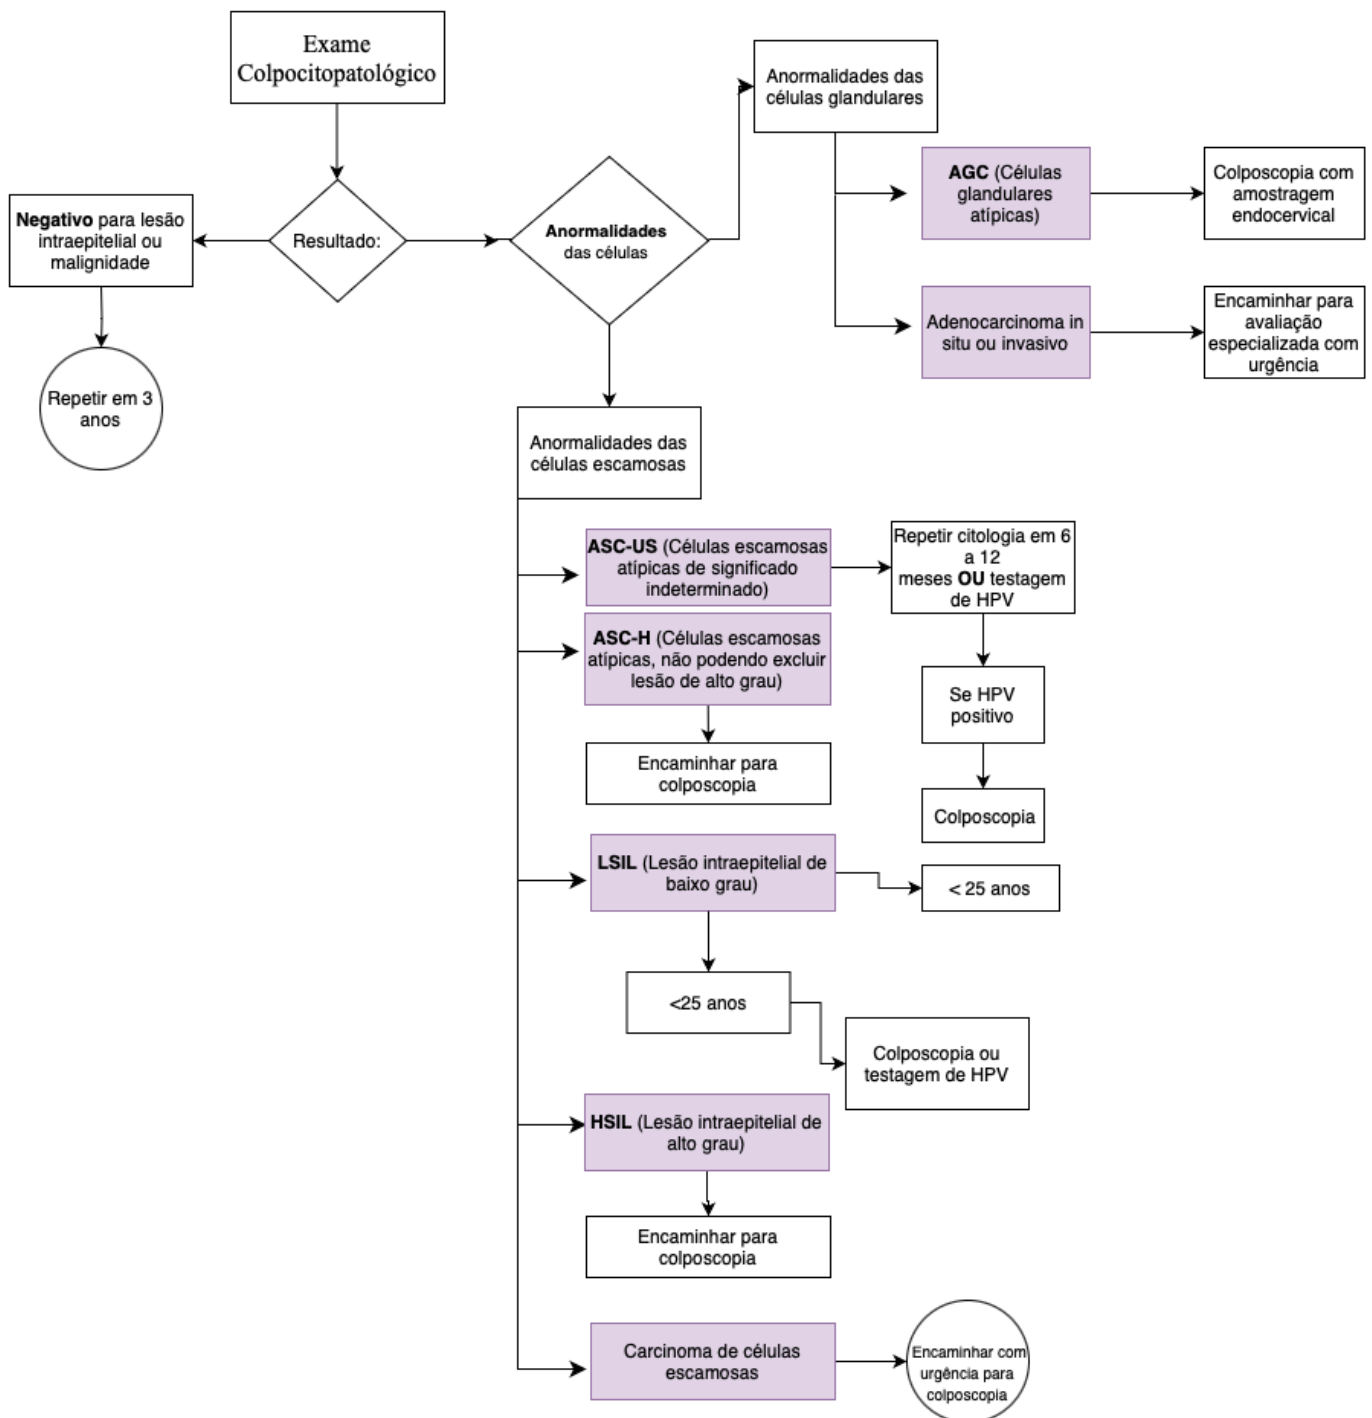 Exame
Colpocitopatológico
Anormalidades das
células glandulares
AGC (Células
glandulares
atípicas)
Colposcopia com
amostragem
endocervical
Negativo para lesão
intraepitelial ou
malignidade
Resultado:
Anormalidades
das células
Adenocarcinoma in
situ ou invasivo
Encaminhar para
avaliação
especializada com
urgência
Repetir em 3
anos
Anormalidades das
células escamosas
ASC-US (Células escamosas
atípicas de significado
indeterminado)
Repetir citologia em 6
a 12
meses OU testagem
de HPV
ASC-H (Células escamosas
atípicas, não podendo excluir
lesão de alto grau)
Se HPV
positivo
Encaminhar para
colposcopia
Colposcopia
LSIL (Lesão intraepitelial de
baixo grau)
< 25 anos
<25 anos
Colposcopia ou
testagem de HPV
HSIL (Lesão intraepitelial de
alto grau)
Encaminhar para
colposcopia
Carcinoma de células
escamosas
Encaminhar com
urgência para
colposcopia